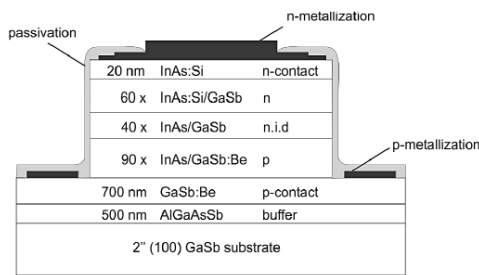 n-metallization
passivation
20 nm InAs:Si n-contact
60 x InAs:Si/GaSb n
40 x InAs/GaSb n.i.d
p-metallization
90 x InAs/GaSb:Be p
700 nm GaSb:Be p-contact
500 nm AlGaAsSb buffer
2" (100) GaSb substrate